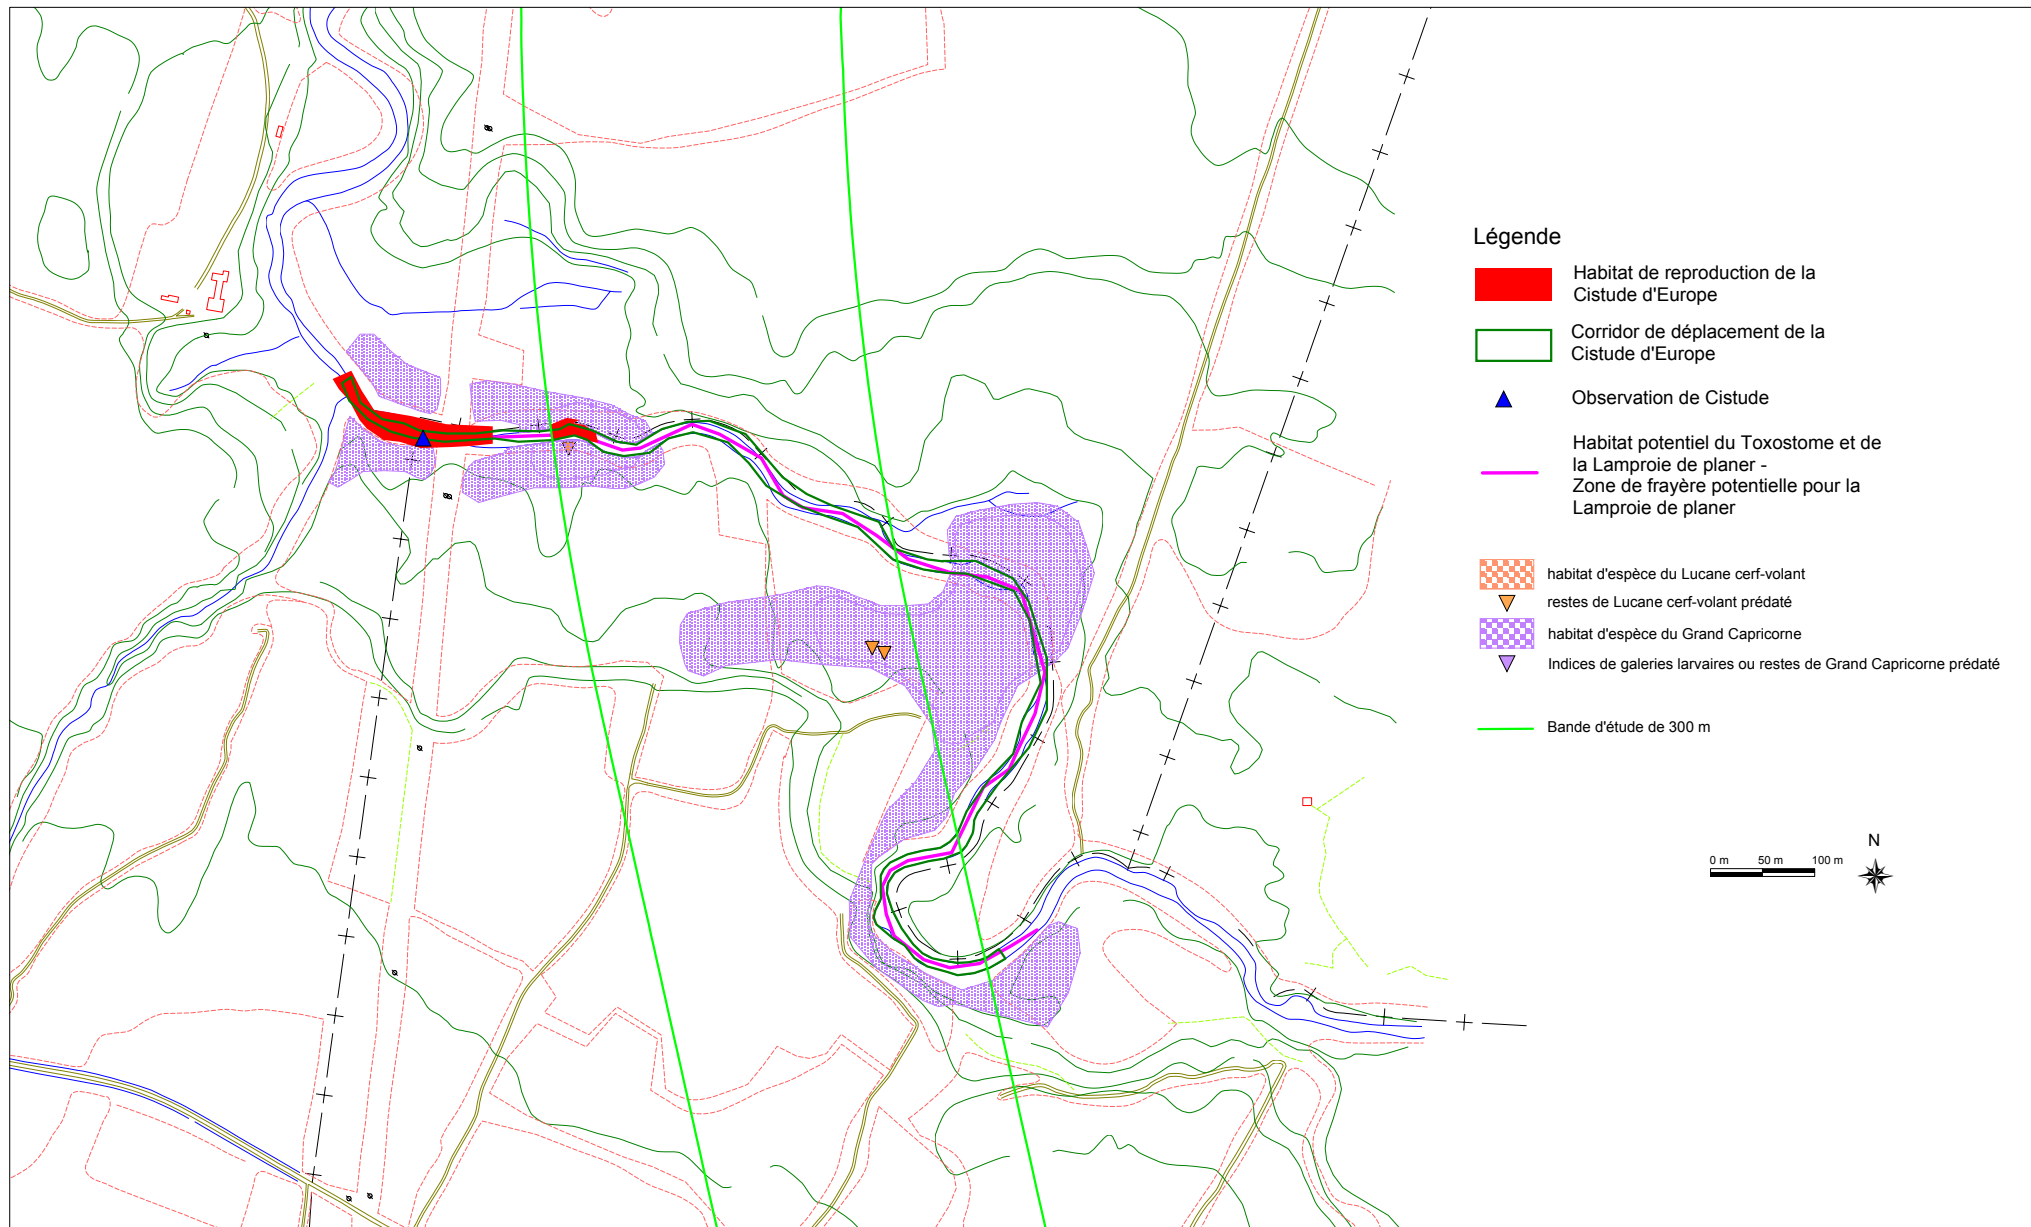 Légende
Habitat de reproduction de la
Cistude d'Europe
Corridor de déplacement de la
Cistude d'Europe
Observation de Cistude
Habitat potentiel du Toxostome et de
la Lamproie de planer -
Zone de frayère potentielle pour la
Lamproie de planer
habitat d'espèce du Lucane cerf-volant
restes de Lucane cerf-volant prédaté
habitat d'espèce du Grand Capricorne
Indices de galeries larvaires ou restes de Grand Capricorne prédaté
Bande d'étude de 300 m
N
0 m 50 m 100 m